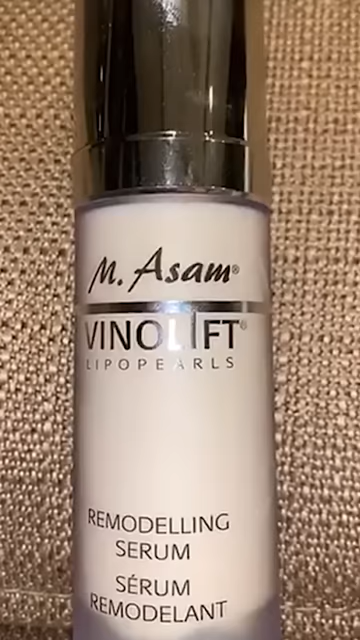 M. Asam®
VINOLIFT®
LIPOPEARLS
REMODELLING
SERUM
SÉRUM
REMODELANT